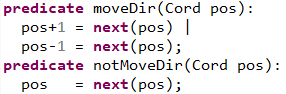 predicate moveDir(Cord pos):
pos+1 = next(pos) |
pos-1 = next(pos);
predicate notMoveDir(Cord pos):
pos = next(pos);